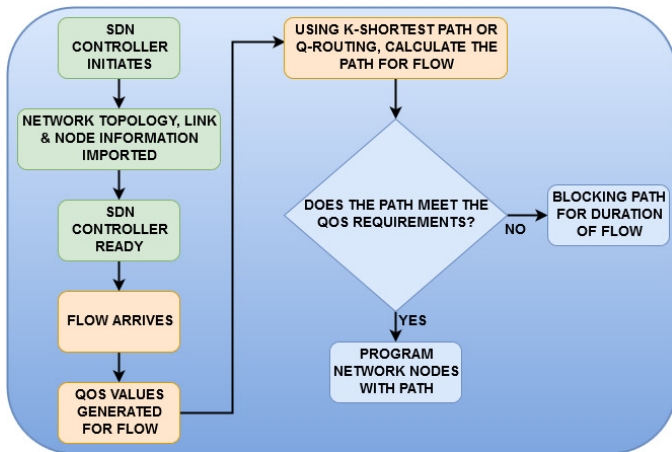 SDN
CONTROLLER
INITIATES
NETWORK TOPOLOGY, LINK
& NODE INFORMATION
IMPORTED
SDN
CONTROLLER
READY
FLOW ARRIVES
QOS VALUES
GENERATED
FOR FLOW
USING K-SHORTEST PATH OR
Q-ROUTING, CALCULATE THE
PATH FOR FLOW
DOES THE PATH MEET THE
QOS REQUIREMENTS?
NO
BLOCKING PATH
FOR DURATION
OF FLOW
YES
PROGRAM
NETWORK NODES
WITH PATH